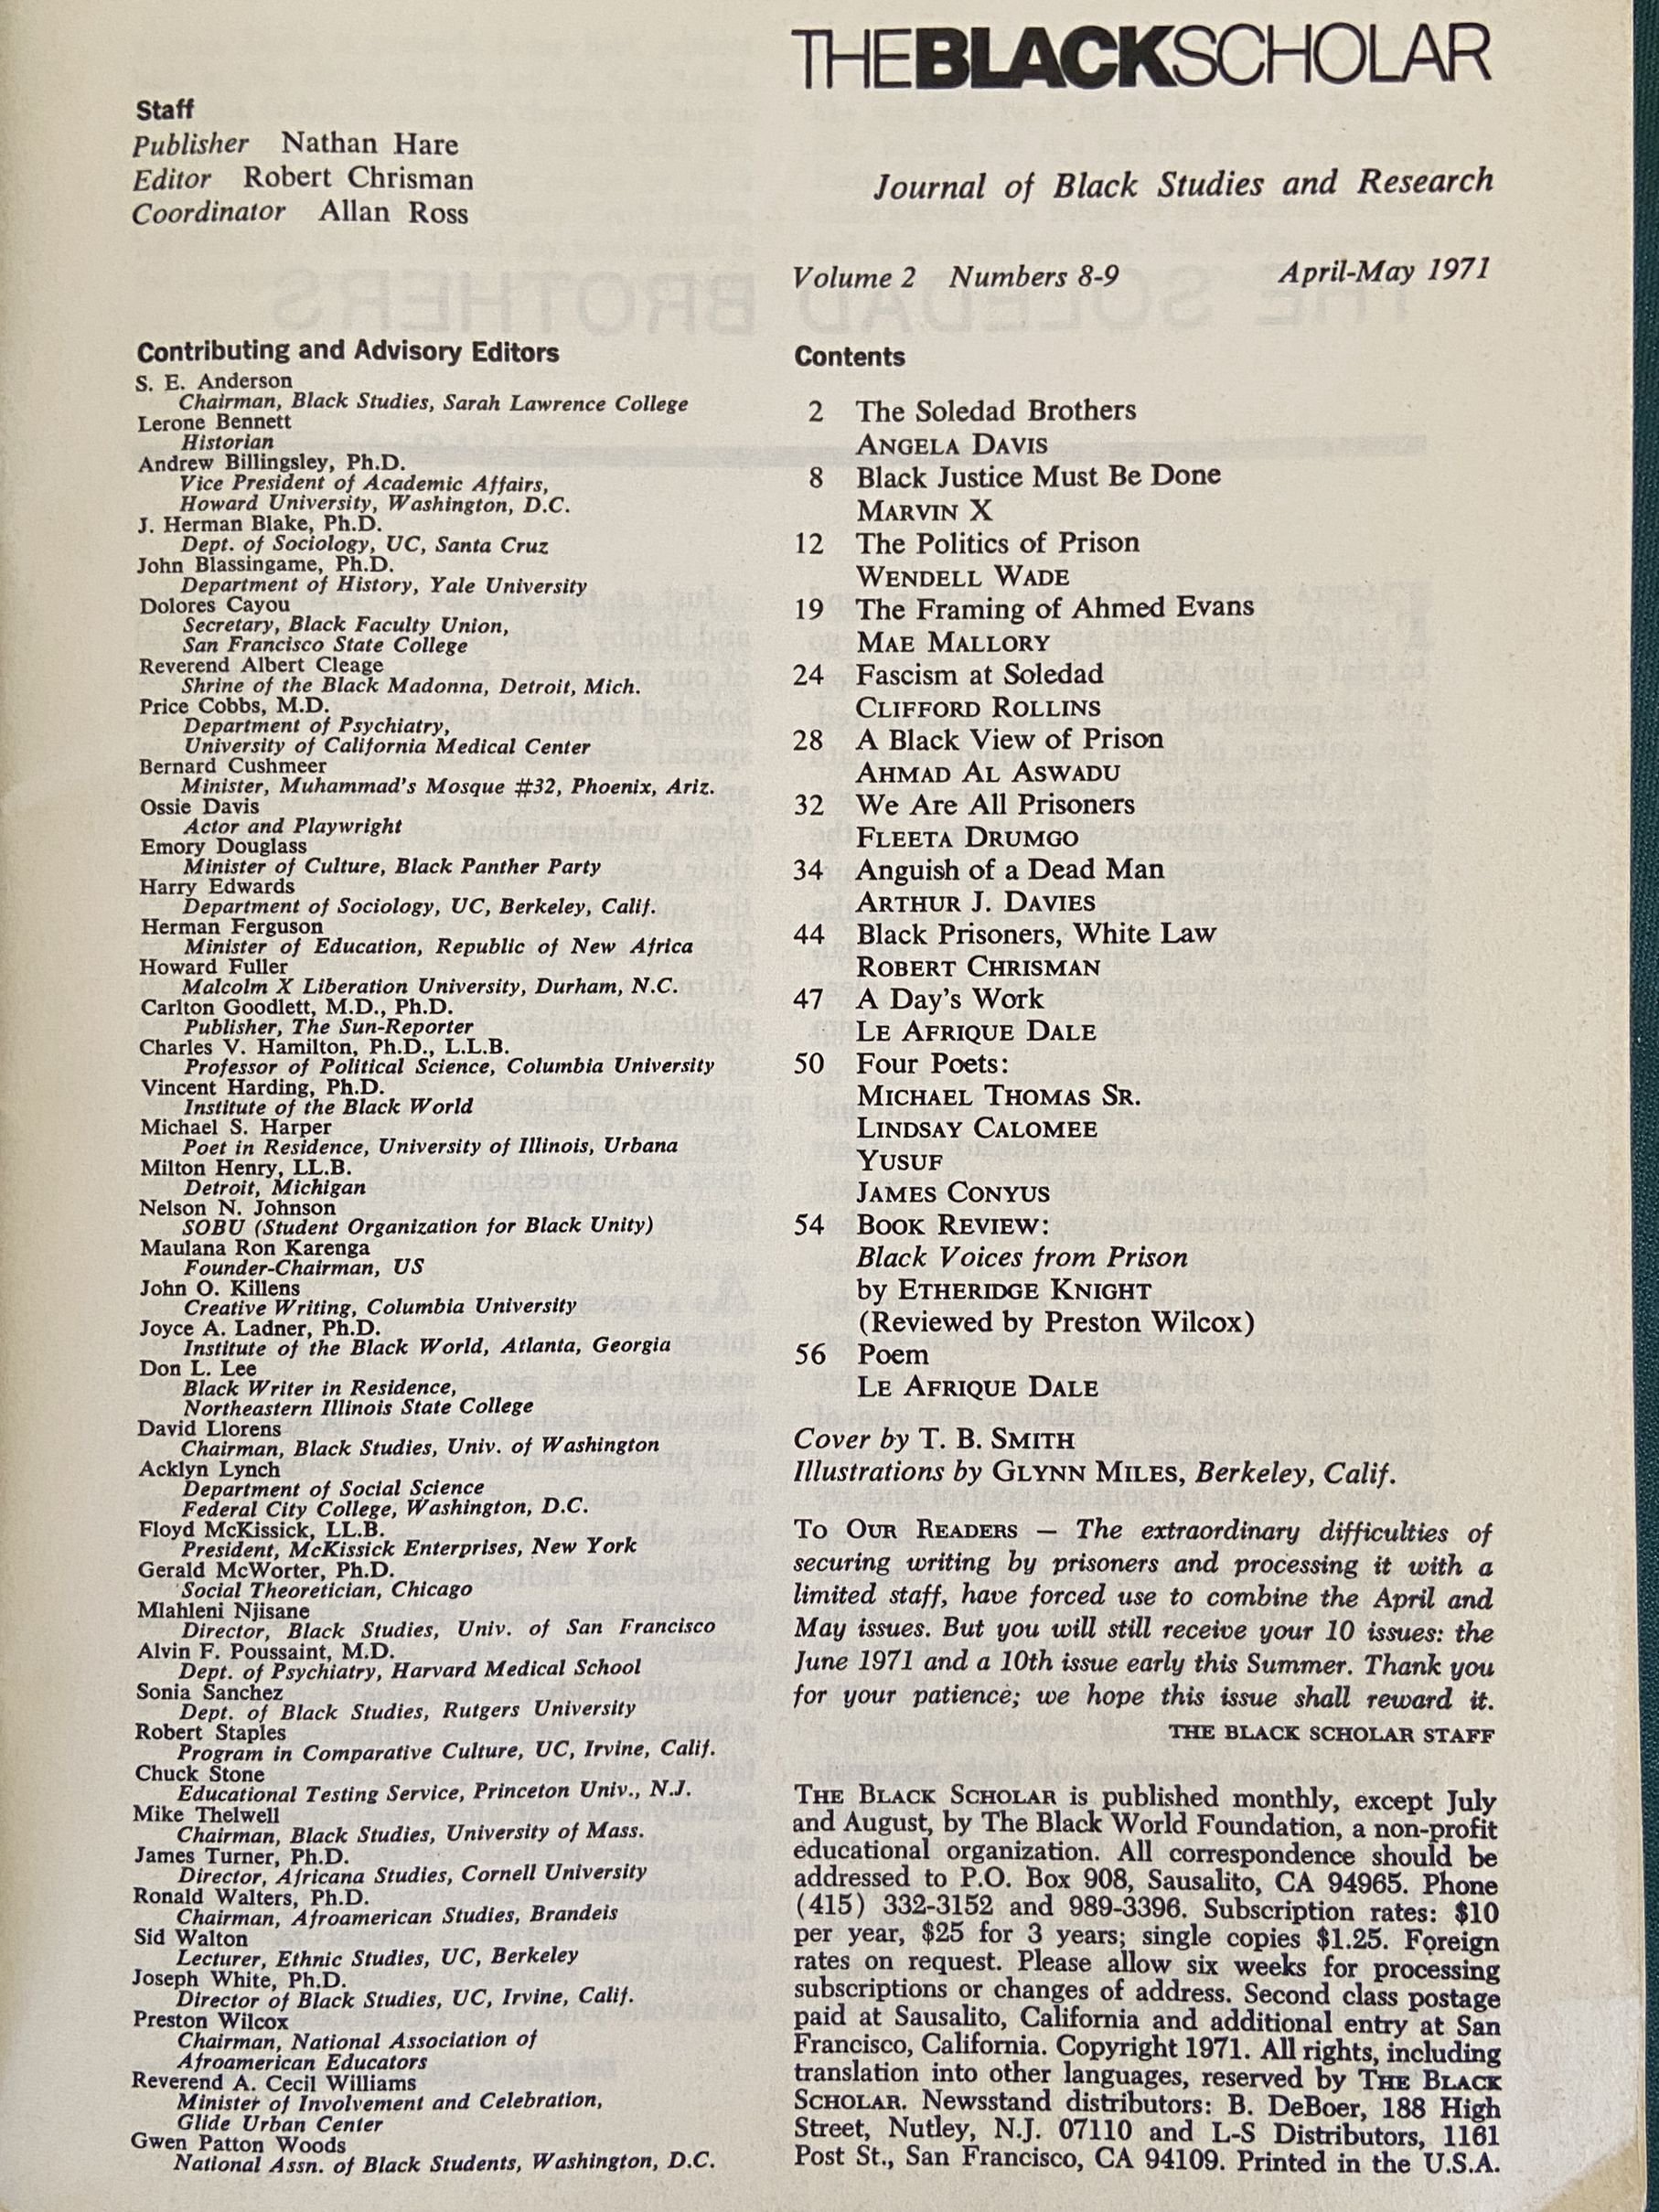 THEBLACKSCHOLAR
Staff
Publisher Nathan Hare
Editor Robert Chrisman
Coordinator Allan Ross
Journal of Black Studies and Research
Volume 2 Numbers 8-9 April-May 1971
Contributing and Advisory Editors
S. E. Anderson
Chairman, Black Studies, Sarah Lawrence College
Lerone Bennett
Historian
Andrew Billingsley, Ph.D.
Vice President of Academic Affairs,
Howard University, Washington, D.C.
J. Herman Blake, Ph.D.
Dept. of Sociology, UC, Santa Cruz
John Blassingame, Ph.D.
Department of History, Yale University
Dolores Cayou
Secretary, Black Faculty Union,
San Francisco State College
Reverend Albert Cleage
Shrine of the Black Madonna, Detroit, Mich.
Price Cobbs, M.D.
Department of Psychiatry,
University of California Medical Center
Bernard Cushmeer
Minister, Muhammad's Mosque #32, Phoenix, Ariz.
Ossie Davis
Actor and Playwright
Emory Douglass
Minister of Culture, Black Panther Party
Harry Edwards
Department of Sociology, UC, Berkeley, Calif.
Herman Ferguson
Minister of Education, Republic of New Africa
Howard Fuller
Malcolm X Liberation University, Durham, N.C.
Carlton Goodlett, M.D., Ph.D.
Publisher, The Sun-Reporter
Charles V. Hamilton, Ph.D., L.L.B.
Professor of Political Science, Columbia University
Vincent Harding, Ph.D.
Institute of the Black World
Michael S. Harper
Poet in Residence, University of Illinois, Urbana
Milton Henry, LL.B.
Detroit, Michigan
Nelson N. Johnson
SOBU (Student Organization for Black Unity)
Maulana Ron Karenga
Founder-Chairman, US
John O. Killens
Creative Writing, Columbia University
Joyce A. Ladner, Ph.D.
Institute of the Black World, Atlanta, Georgia
Don L. Lee
Black Writer in Residence,
Northeastern Illinois State College
David Llorens
Chairman, Black Studies, Univ. of Washington
Acklyn Lynch
Department of Social Science
Federal City College, Washington, D.C.
Floyd McKissick, LL.B.
President, McKissick Enterprises, New York
Gerald McWorter, Ph.D.
Social Theoretician, Chicago
Mlahleni Njisane
Director, Black Studies, Univ. of San Francisco
Alvin F. Poussaint, M.D.
Dept. of Psychiatry, Harvard Medical School
Sonia Sanchez
Dept. of Black Studies, Rutgers University
Robert Staples
Program in Comparative Culture, UC, Irvine, Calif.
Chuck Stone
Educational Testing Service, Princeton Univ., N.J.
Mike Thelwell
Chairman, Black Studies, University of Mass.
James Turner, Ph.D.
Director, Africana Studies, Cornell University
Ronald Walters, Ph.D.
Chairman, Afroamerican Studies, Brandeis
Sid Walton
Lecturer, Ethnic Studies, UC, Berkeley
Joseph White, Ph.D.
Director of Black Studies, UC, Irvine, Calif.
Preston Wilcox
Chairman, National Association of
Afroamerican Educators
Reverend A. Cecil Williams
Minister of Involvement and Celebration,
Glide Urban Center
Gwen Patton Woods
National Assn. of Black Students, Washington, D.C.
Contents
2 The Soledad Brothers
ANGELA DAVIS
8 Black Justice Must Be Done
MARVIN X
12 The Politics of Prison
WENDELL WADE
19 The Framing of Ahmed Evans
MAE MALLORY
24 Fascism at Soledad
CLIFFORD ROLLINS
28 A Black View of Prison
AHMAD AL ASWADU
32 We Are All Prisoners
FLEETA DRUMGO
34 Anguish of a Dead Man
ARTHUR J. DAVIES
44 Black Prisoners, White Law
ROBERT CHRISMAN
47 A Day's Work
LE AFRIQUE DALE
50 Four Poets:
MICHAEL THOMAS SR.
LINDSAY CALOMEE
YUSUF
JAMES CONYUS
54 BOOK REVIEW:
Black Voices from Prison
by ETHERIDGE KNIGHT
(Reviewed by Preston Wilcox)
56 Poem
LE AFRIQUE DALE
Cover by T. B. SMITH
Illustrations by GLYNN MILES, Berkeley, Calif.
TO OUR READERS — The extraordinary difficulties of
securing writing by prisoners and processing it with a
limited staff, have forced use to combine the April and
May issues. But you will still receive your 10 issues: the
June 1971 and a 10th issue early this Summer. Thank you
for your patience; we hope this issue shall reward it.
THE BLACK SCHOLAR STAFF
THE BLACK SCHOLAR is published monthly, except July
and August, by The Black World Foundation, a non-profit
educational organization. All correspondence should be
addressed to P.O. Box 908, Sausalito, CA 94965. Phone
(415) 332-3152 and 989-3396. Subscription rates: $10
per year, $25 for 3 years; single copies $1.25. Foreign
rates on request. Please allow six weeks for processing
subscriptions or changes of address. Second class postage
paid at Sausalito, California and additional entry at San
Francisco, California. Copyright 1971. All rights, including
translation into other languages, reserved by THE BLACK
SCHOLAR. Newsstand distributors: B. DeBoer, 188 High
Street, Nutley, N.J. 07110 and L-S Distributors, 1161
Post St., San Francisco, CA 94109. Printed in the U.S.A.